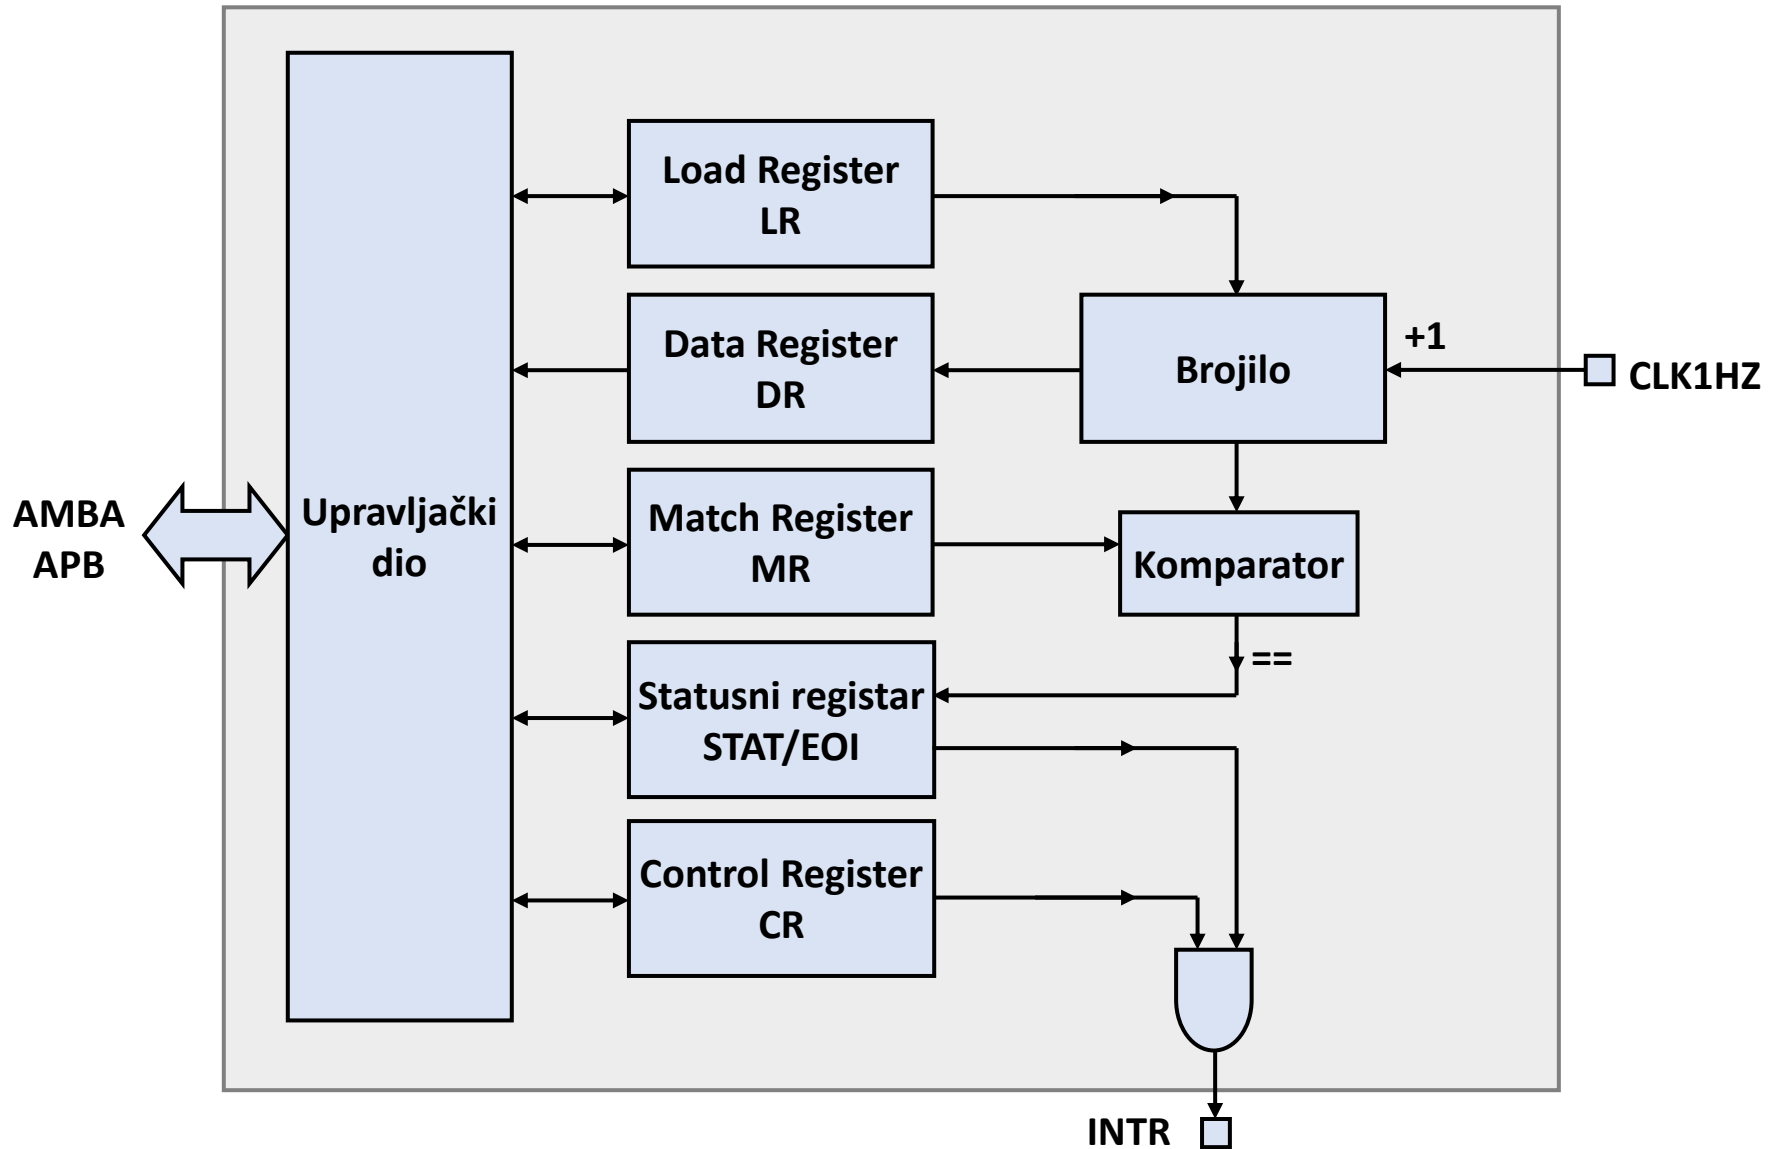 AMBA
APB
Upravljački
dio
Load Register
LR
Data Register
DR
Match Register
MR
Statusni registar
STAT/EOI
Control Register
CR
Brojilo
+1
CLK1HZ
Komparator
==
INTR